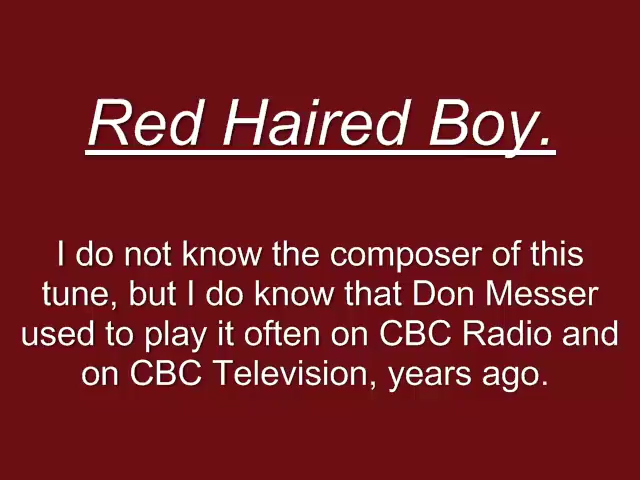 Red Haired Boy.
I do not know the composer of this
tune, but I do know that Don Messer
used to play it often on CBC Radio and
on CBC Television, years ago.